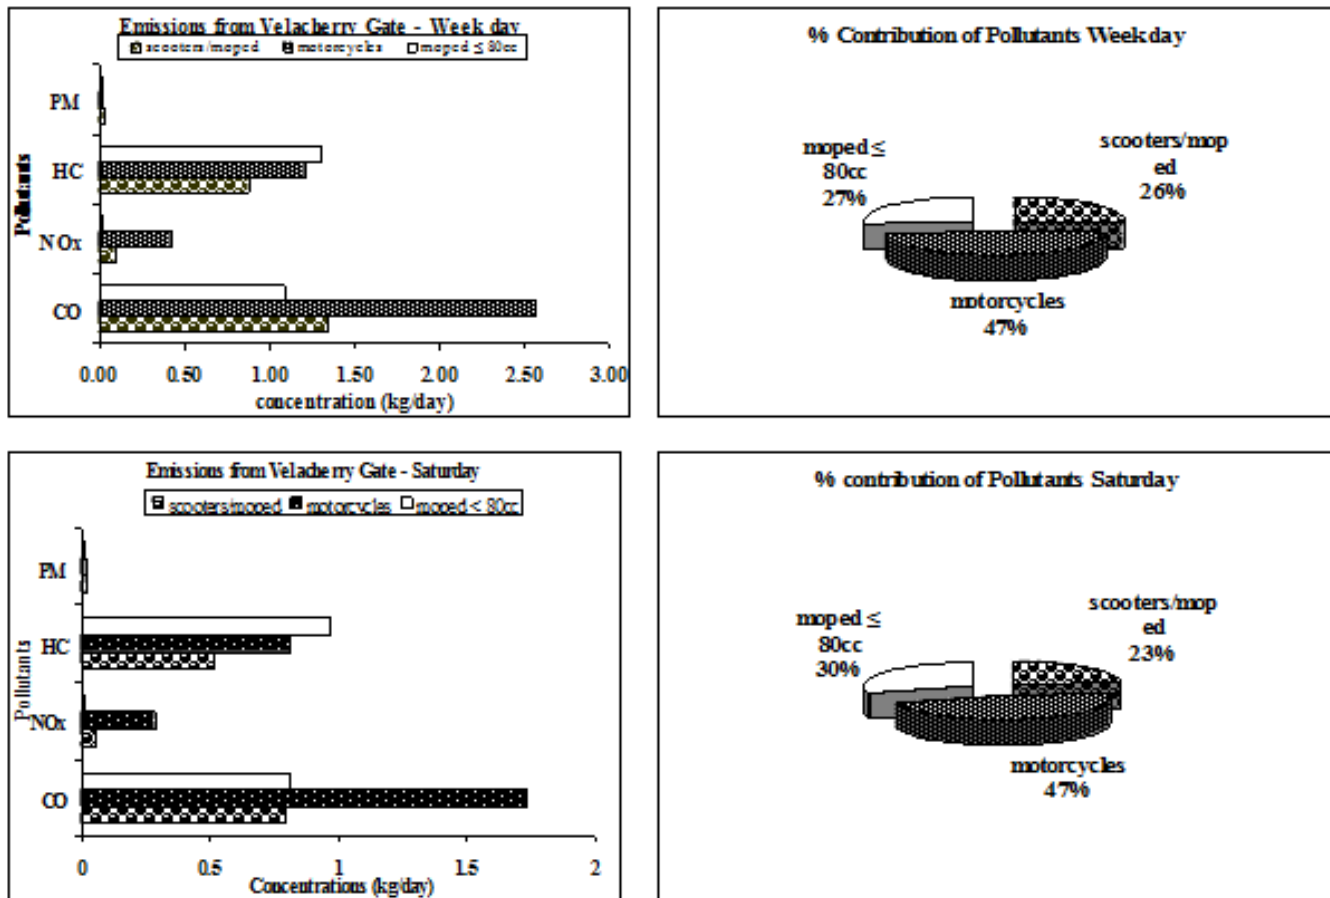 Emissions from Velacherry Gate - Week day
scooters/moped motorcycles moped ≤ 80cc
Pollutants
PM
HC
NOx
CO
0.00 0.50 1.00 1.50 2.00 2.50 3.00
concentration (kg/day)
% Contribution of Pollutants Weekday
moped ≤
80cc
27%
scooters/mop
ed
26%
motorcycles
47%
Emissions from Velacherry Gate - Saturday
scooters/moped motorcycles moped < 80cc
Pollutants
PM
HC
NOx
CO
0 0.5 1 1.5 2
Concentrations (kg/day)
% contribution of Pollutants Saturday
moped ≤
80cc
30%
scooters/mop
ed
23%
motorcycles
47%